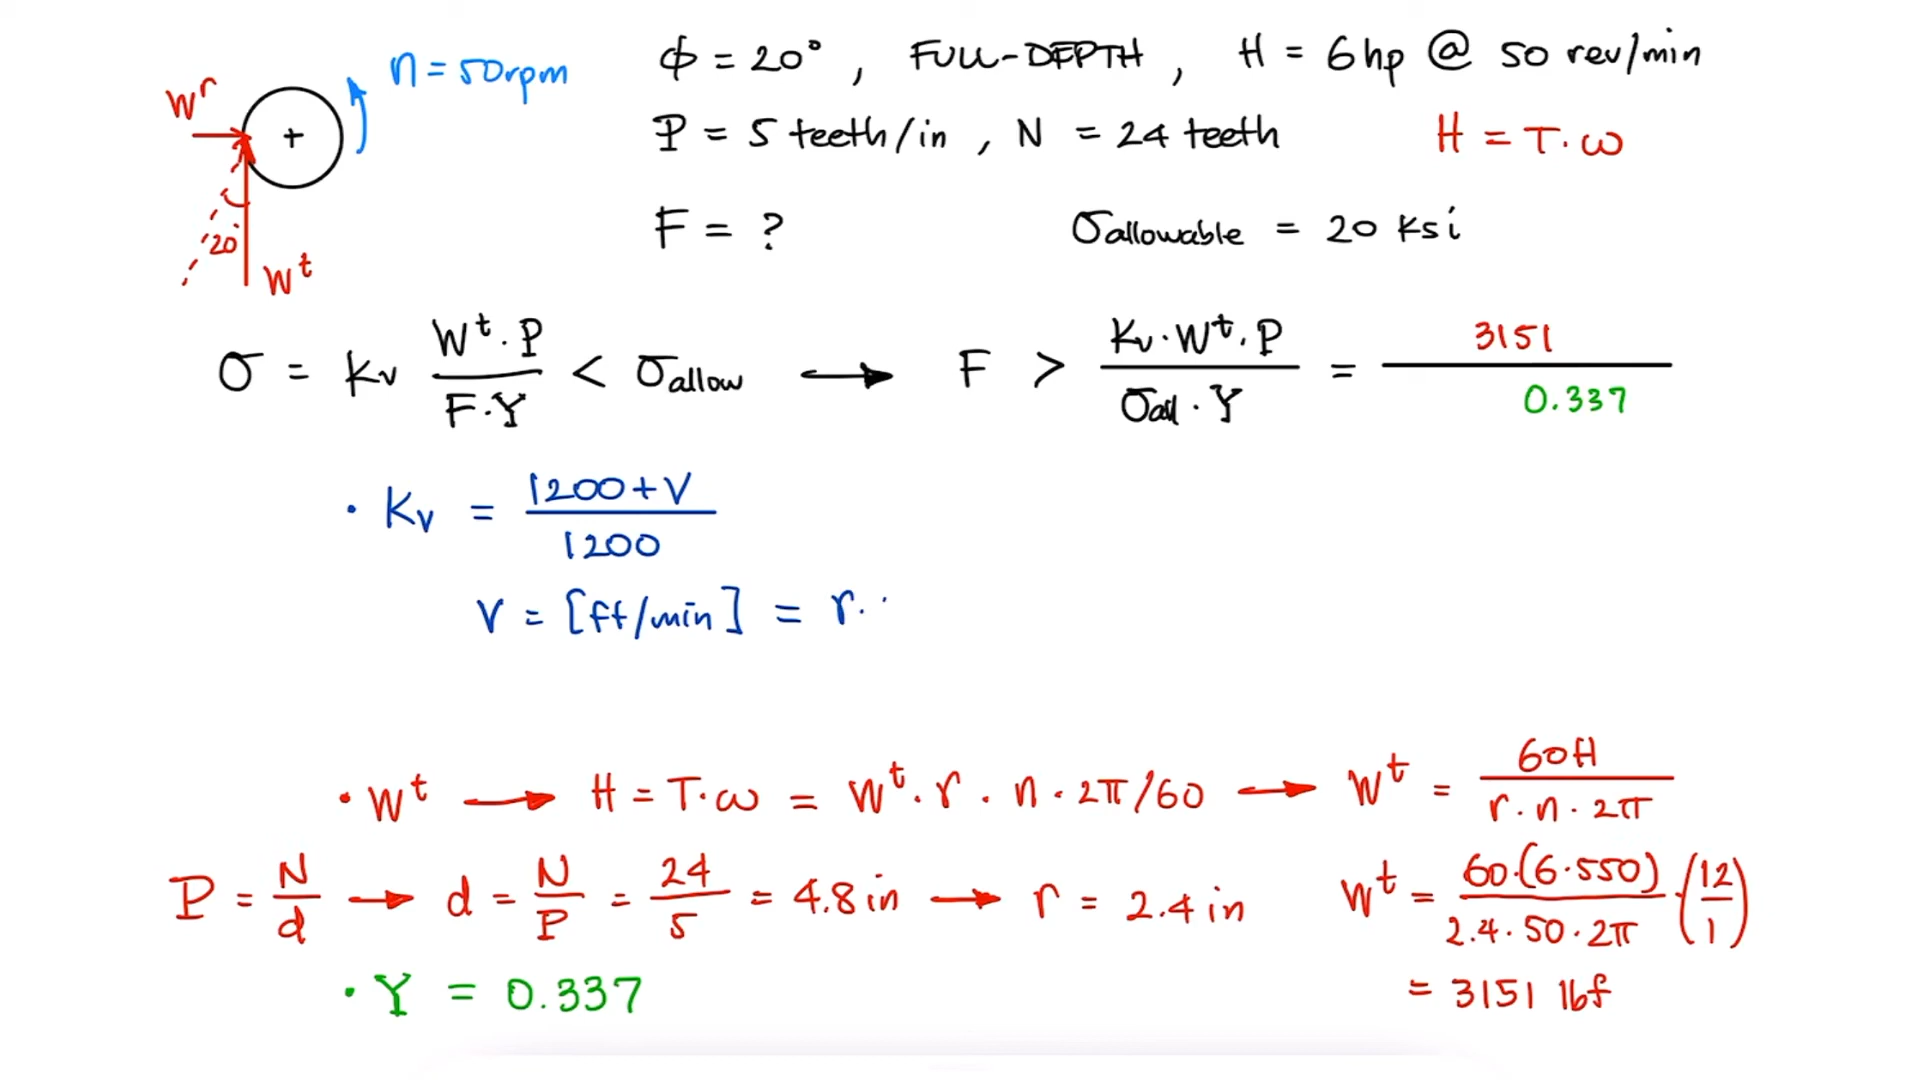 ϕ = 20°, FULL-DEPTH, H = 6 hp @ 50 rev/min
n = 50rpm
W^r
P = 5 teeth/in, N = 24 teeth
H = T·ω
20°
W^t
F = ?
σallowable = 20 ksi
σ = Kv W^t·P / F·Y < σallow → F > Kv·W^t·P / σall·Y = 3151 / 0.337
· Kv = 1200+V / 1200
V = [ft/min] = r··
· W^t → H = T·ω = W^t·r·n·2π/60 → W^t = 60H / r·n·2π
P = N/d → d = N/P = 24/5 = 4.8 in → r = 2.4 in
W^t = 60·(6·550) / 2.4·50·2π · (12/1)
= 3151 lbf
· Y = 0.337